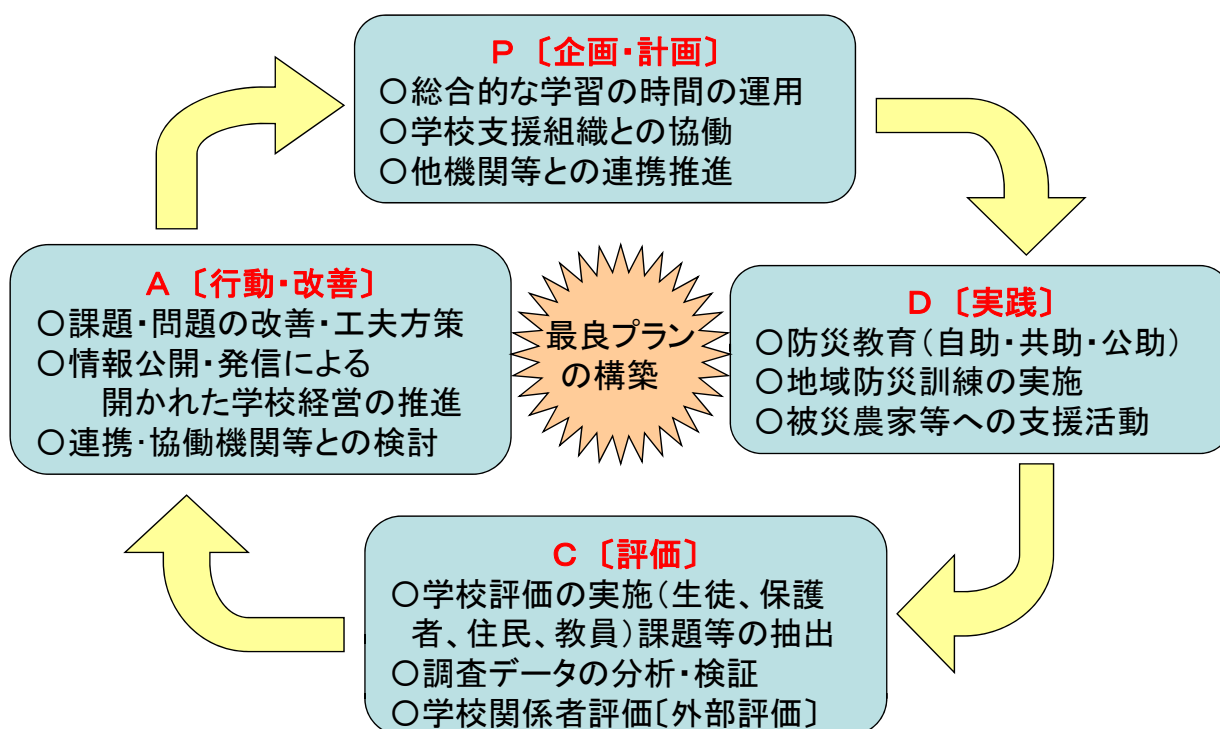 P〔企画・計画〕
○総合的な学習の時間の運用
○学校支援組織との協働
○他機関等との連携推進
A〔行動・改善〕
○課題・問題の改善・工夫方策
○情報公開・発信による
開かれた学校経営の推進
○連携・協働機関等との検討
最良プラン
の構築
D〔実践〕
○防災教育(自助・共助・公助)
○地域防災訓練の実施
○被災農家等への支援活動
C〔評価〕
○学校評価の実施(生徒、保護
者、住民、教員)課題等の抽出
○調査データの分析・検証
○学校関係者評価〔外部評価〕